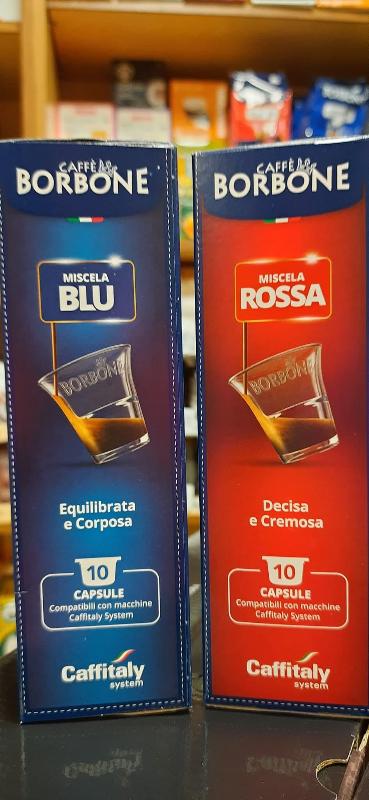 CAFFÈ
BORBONE
MISCELA
BLU
BORBONE
Equilibrata
e Corposa
10
CAPSULE
Compatibili con macchine
Caffitaly System
Caffitaly
system
CAFFÈ
BORBONE
MISCELA
ROSSA
BORBONE
Decisa
e Cremosa
10
CAPSULE
Compatibili con macchine
Caffitaly System
Caffitaly
system